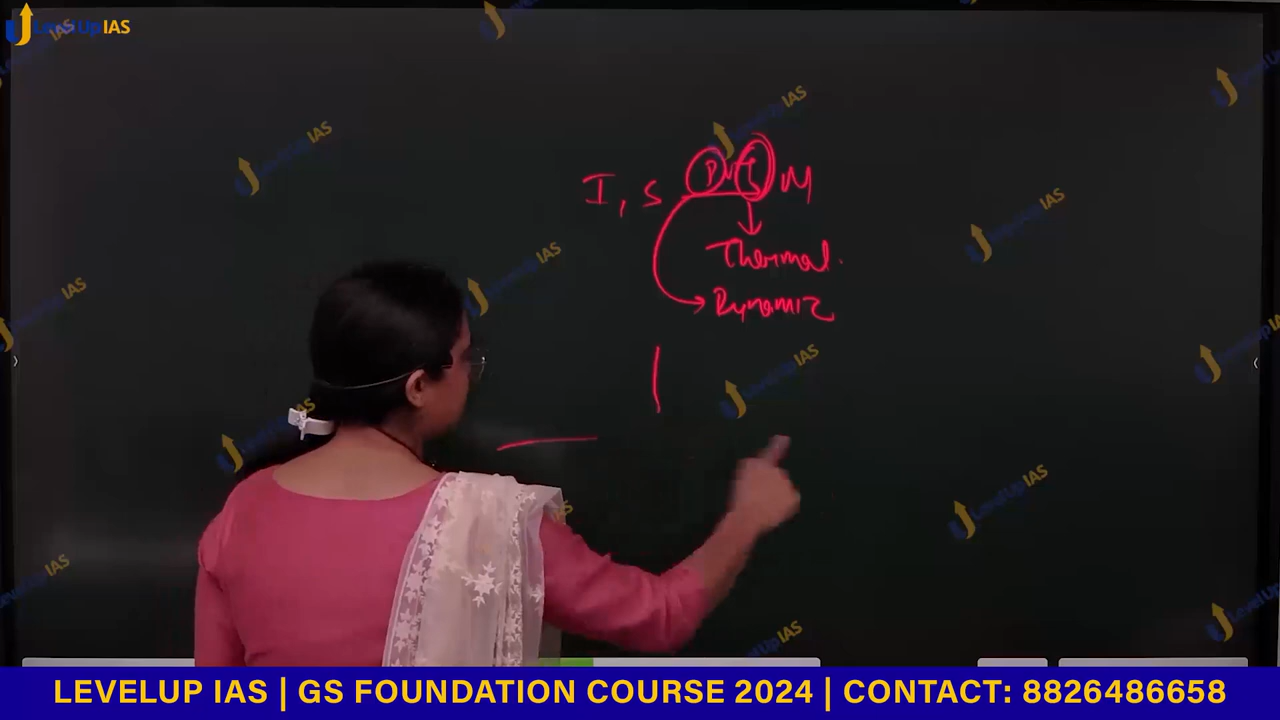 LevelUp IAS
I, S P T M
Thermal.
Dynamic
LEVELUP IAS | GS FOUNDATION COURSE 2024 | CONTACT: 8826486658